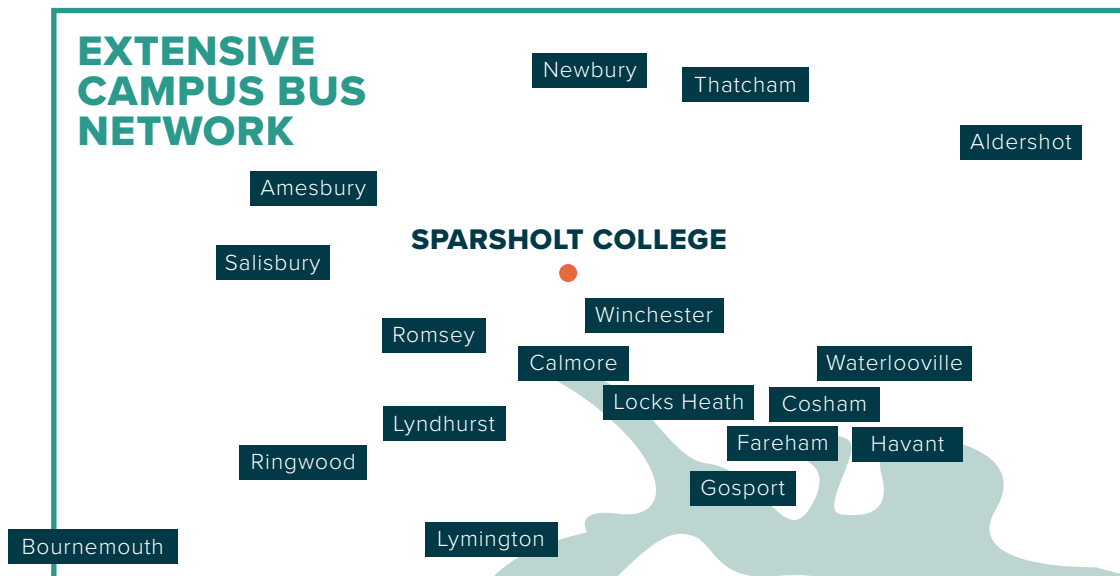 EXTENSIVE
CAMPUS BUS
NETWORK
Newbury
Thatcham
Aldershot
Amesbury
SPARSHOLT COLLEGE
Salisbury
Winchester
Romsey
Calmore
Waterlooville
Locks Heath
Cosham
Lyndhurst
Fareham
Havant
Ringwood
Gosport
Lymington
Bournemouth